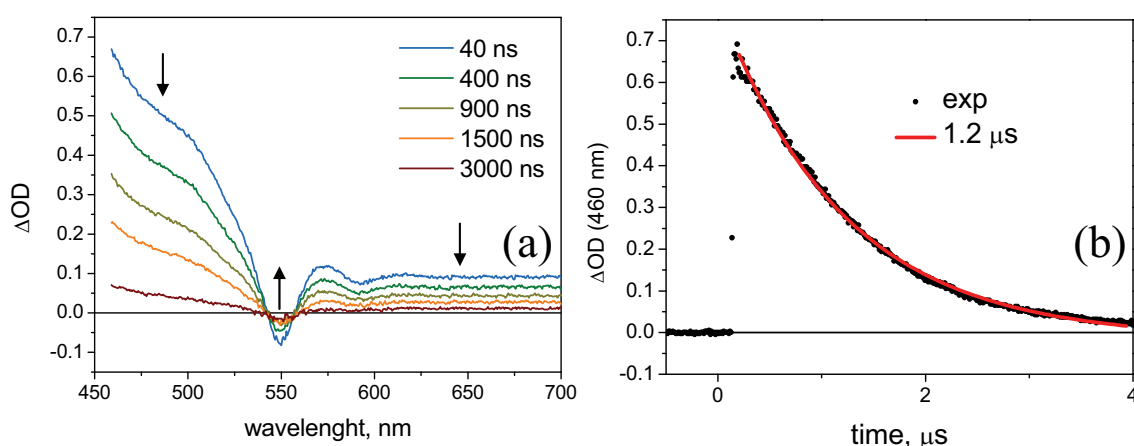 0.7
0.6
0.5
0.4
0.3
0.2
0.1
0.0
-0.1
ΔOD
40 ns
400 ns
900 ns
1500 ns
3000 ns
(a)
450 500 550 600 650 700
wavelenght, nm
0.7
0.6
0.5
0.4
0.3
0.2
0.1
0.0
-0.1
ΔOD (460 nm)
exp
1.2 μs
(b)
0 1 2 3 4
time, μs